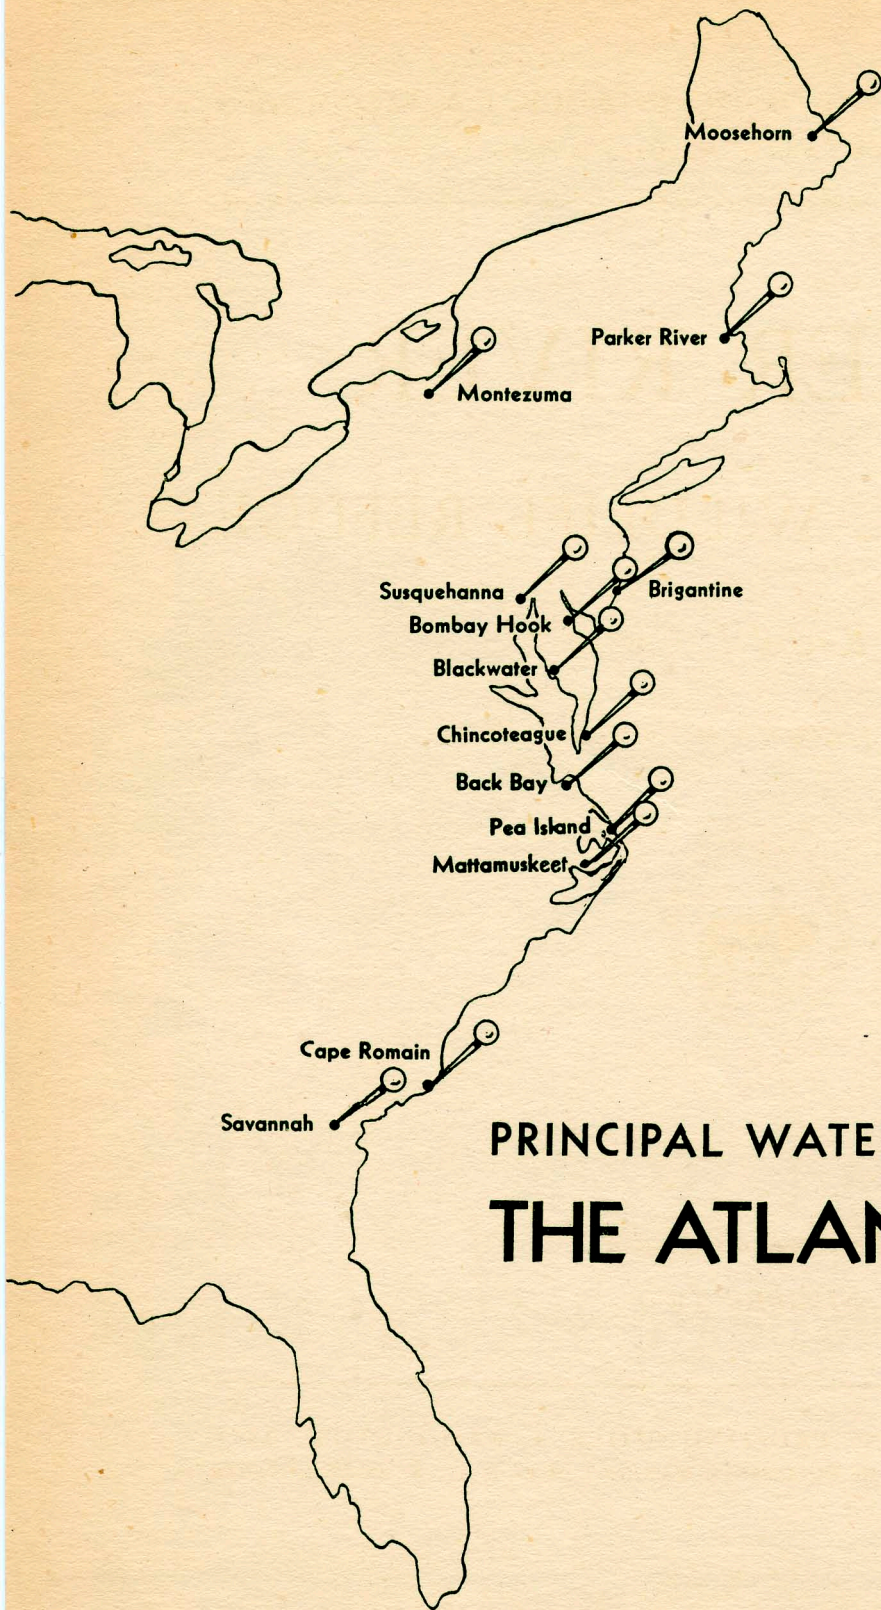 Moosehorn
Parker River
Montezuma
Susquehanna
Brigantine
Bombay Hook
Blackwater
Chincoteague
Back Bay
Pea Island
Mattamuskeet
Cape Romain
Savannah
PRINCIPAL WATE
THE ATLAN